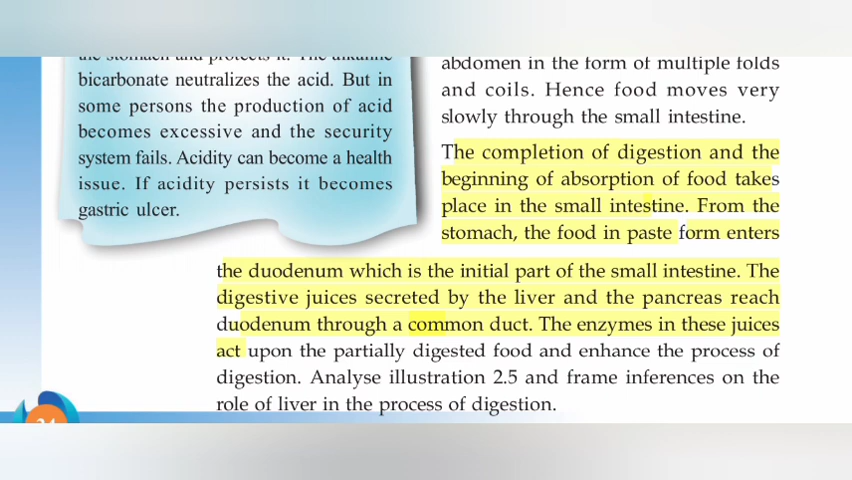 the stomach and protects it. The alkaline
bicarbonate neutralizes the acid. But in
some persons the production of acid
becomes excessive and the security
system fails. Acidity can become a health
issue. If acidity persists it becomes
gastric ulcer.
abdomen in the form of multiple folds
and coils. Hence food moves very
slowly through the small intestine.
The completion of digestion and the
beginning of absorption of food takes
place in the small intestine. From the
stomach, the food in paste form enters
the duodenum which is the initial part of the small intestine. The
digestive juices secreted by the liver and the pancreas reach
duodenum through a common duct. The enzymes in these juices
act upon the partially digested food and enhance the process of
digestion. Analyse illustration 2.5 and frame inferences on the
role of liver in the process of digestion.